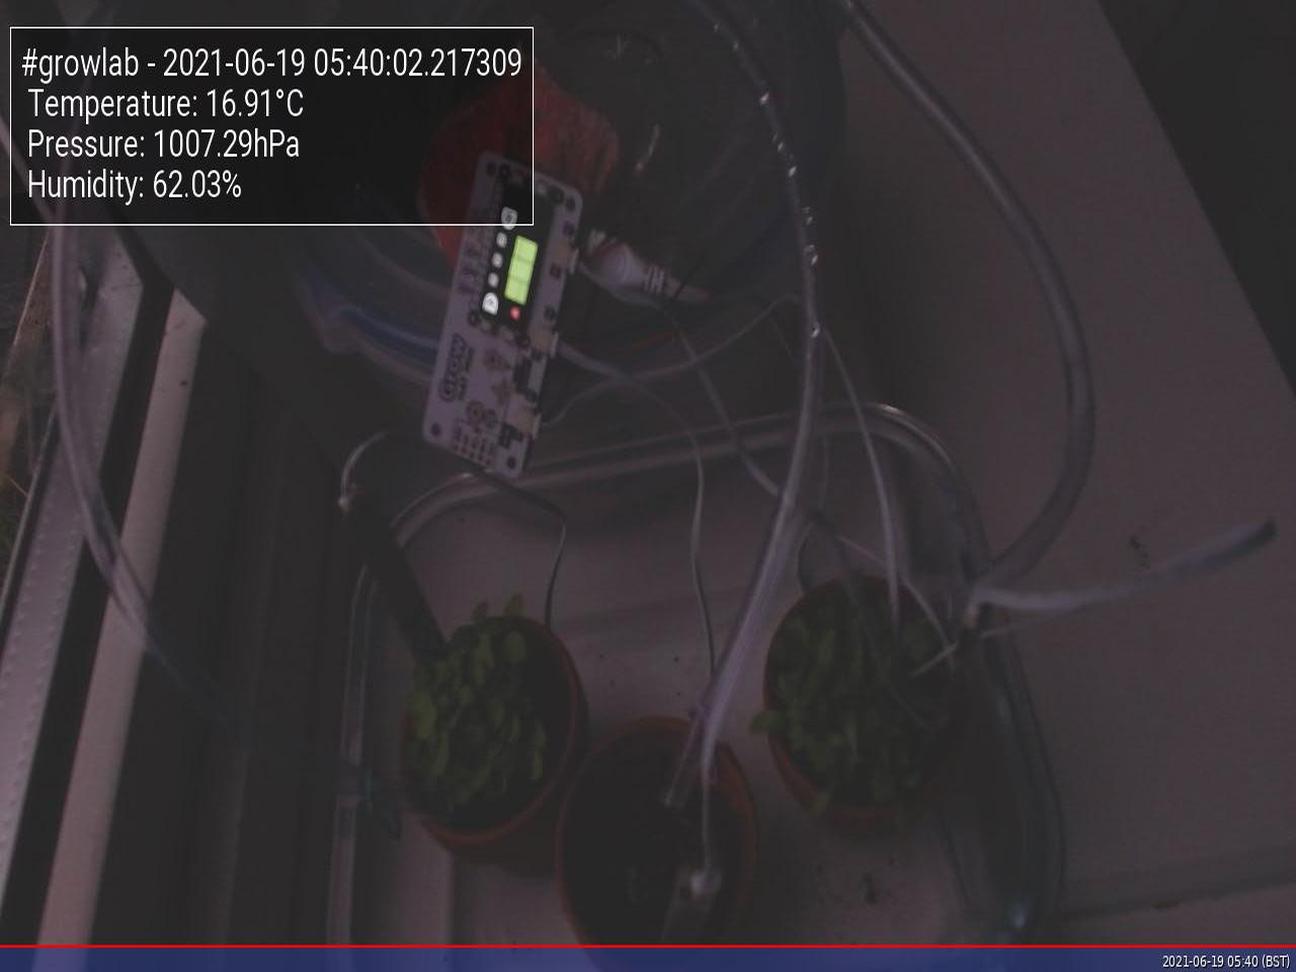 #growlab - 2021-06-19 05:40:02.217309
Temperature: 16.91°C
Pressure: 1007.29hPa
Humidity: 62.03%
GROW
2021-06-19 05:40 (BST)